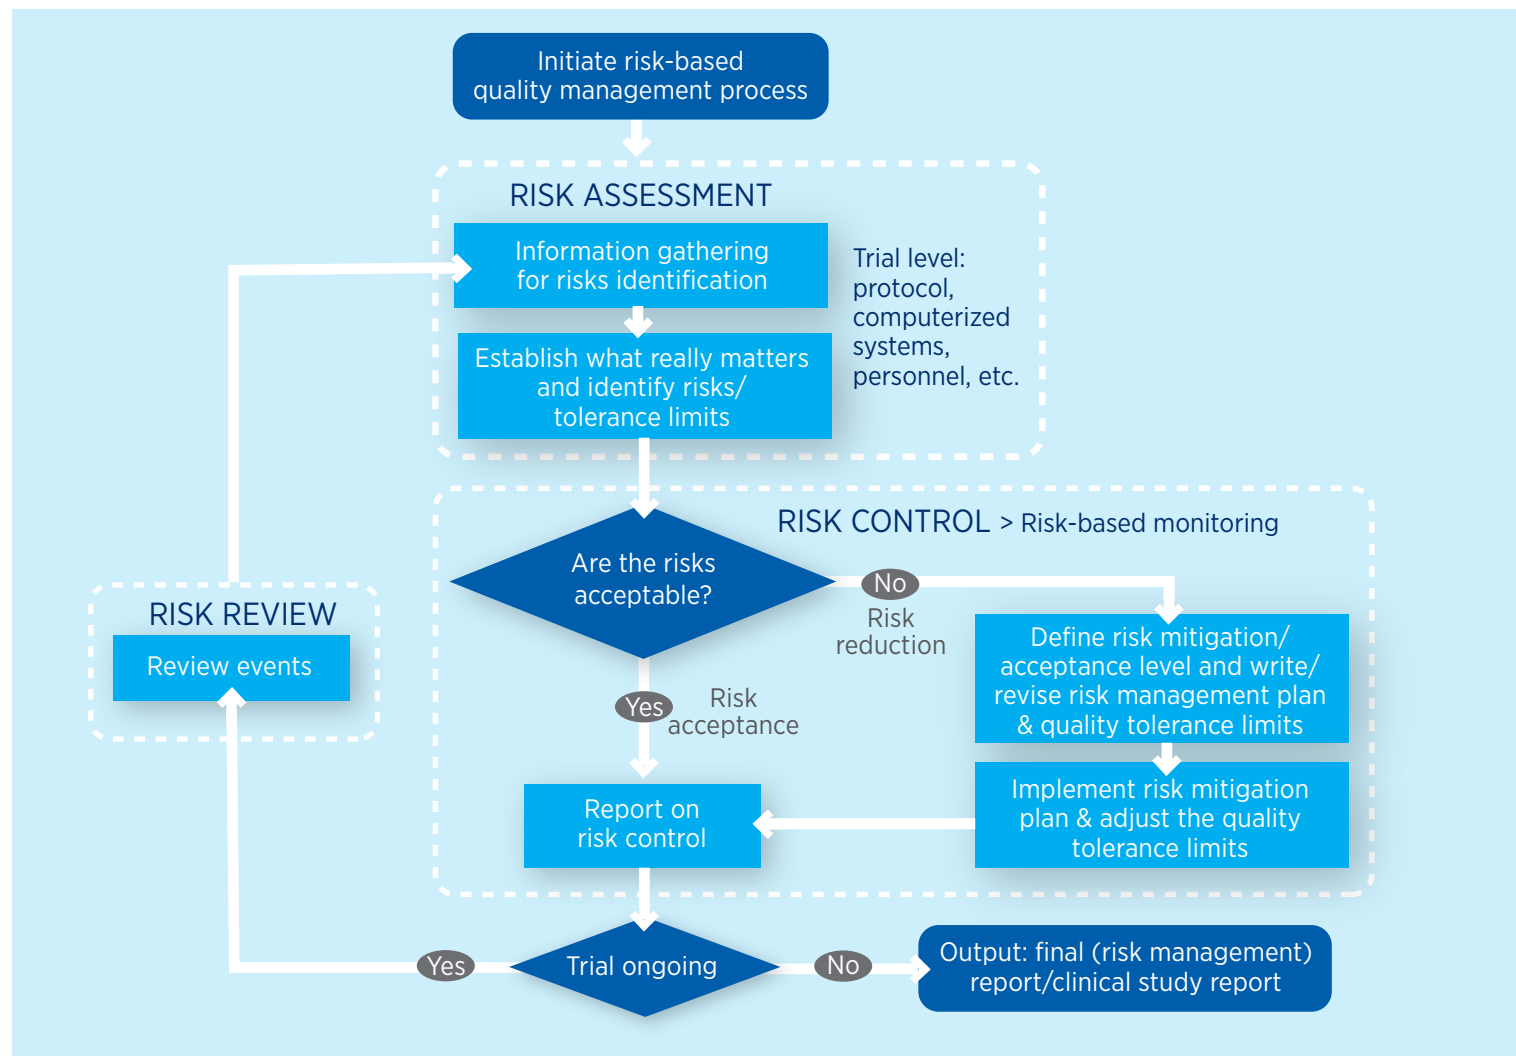 Initiate risk-based
quality management process
RISK ASSESSMENT
Information gathering
for risks identification
Trial level:
protocol,
computerized
systems,
personnel, etc.
Establish what really matters
and identify risks/
tolerance limits
RISK CONTROL > Risk-based monitoring
Are the risks
acceptable?
No
Risk
reduction
Define risk mitigation/
acceptance level and write/
revise risk management plan
& quality tolerance limits
Yes
Risk
acceptance
Implement risk mitigation
plan & adjust the quality
tolerance limits
Report on
risk control
RISK REVIEW
Review events
Trial ongoing
Yes
No
Output: final (risk management)
report/clinical study report